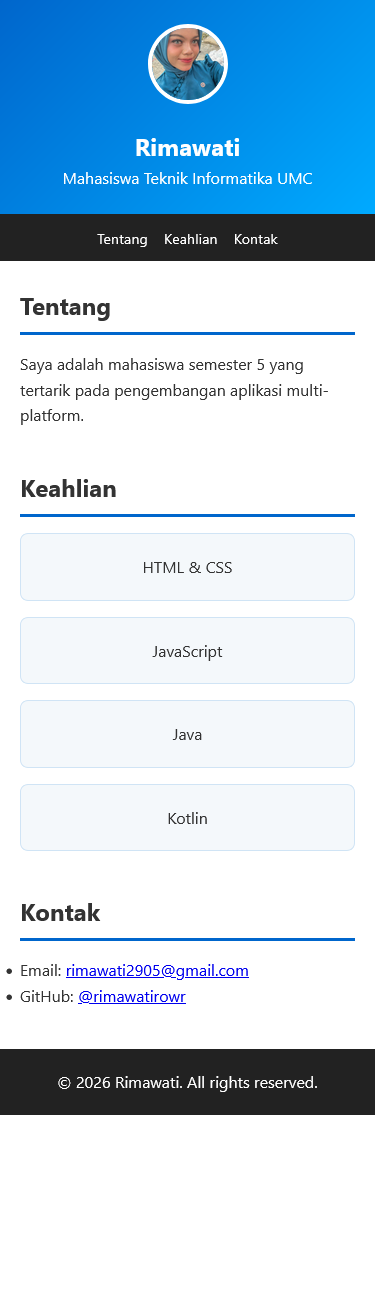 Rimawati
Mahasiswa Teknik Informatika UMC
Tentang Keahlian Kontak
Tentang
Saya adalah mahasiswa semester 5 yang
tertarik pada pengembangan aplikasi multi-
platform.
Keahlian
HTML & CSS
JavaScript
Java
Kotlin
Kontak
• Email: rimawati2905@gmail.com
• GitHub: @rimawatirowr
© 2026 Rimawati. All rights reserved.